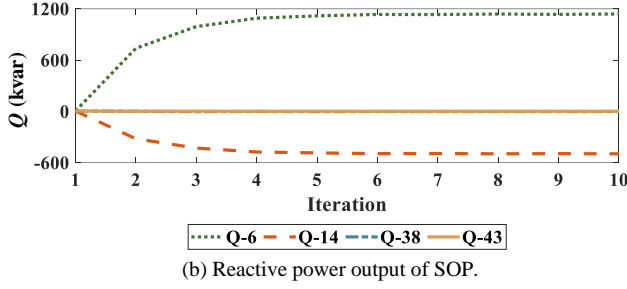 1200
600
0
-600
Q (kvar)
1 2 3 4 5 6 7 8 9 10
Iteration
Q-6 Q-14 Q-38 Q-43
(b) Reactive power output of SOP.